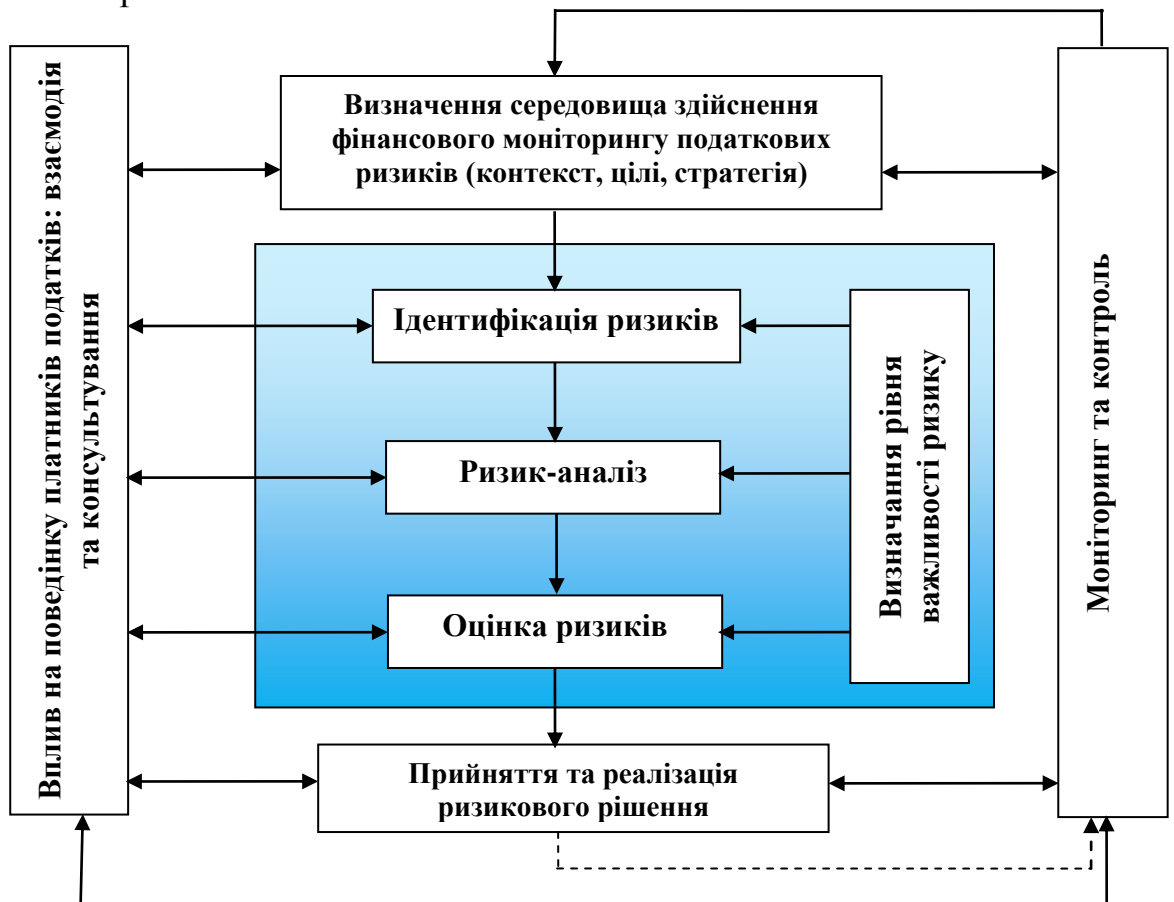 Вплив на поведінку платників податків: взаємодія
та консультування
Визначення середовища здійснення
фінансового моніторингу податкових
ризиків (контекст, цілі, стратегія)
Ідентифікація ризиків
Ризик-аналіз
Оцінка ризиків
Визначання рівня
важливості ризику
Прийняття та реалізація
ризикового рішення
Моніторинг та контроль